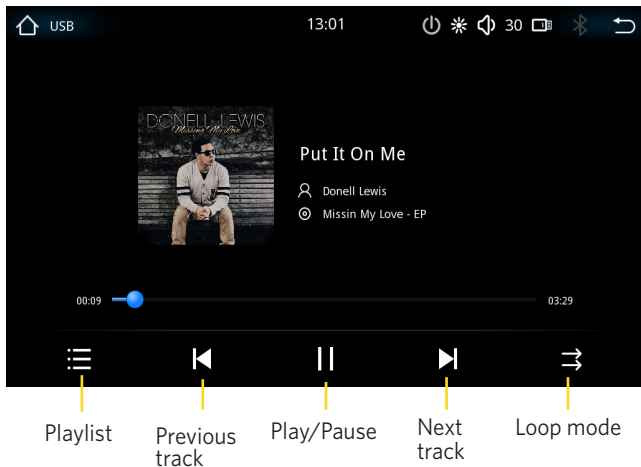 USB
13:01
30
DONELL LEWIS
Missing My Love
Put It On Me
Donell Lewis
Missin My Love - EP
00:09
03:29
Playlist
Previous
track
Play/Pause
Next
track
Loop mode